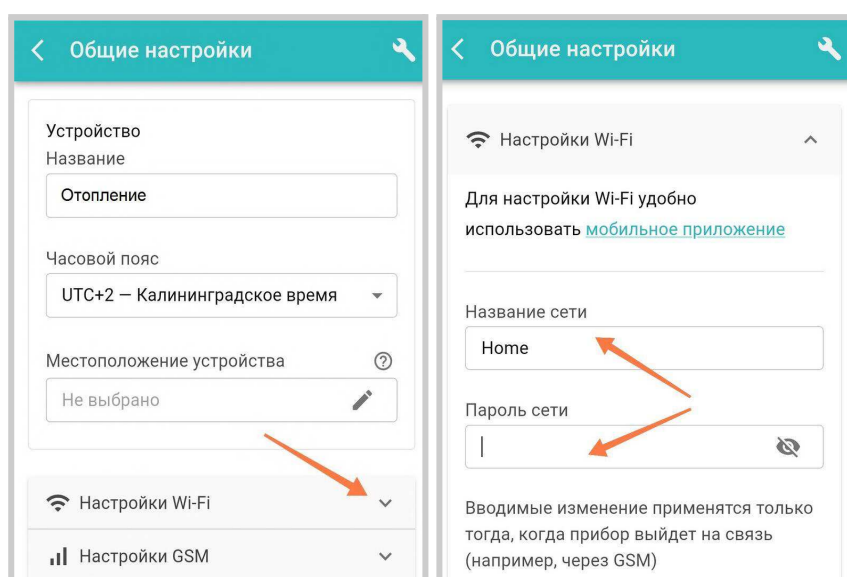 Общие настройки
Устройство
Название
Отопление
Часовой пояс
UTC+2 — Калининградское время
Местоположение устройства
Не выбрано
Настройки Wi-Fi
Настройки GSM
Общие настройки
Настройки Wi-Fi
Для настройки Wi-Fi удобно
использовать мобильное приложение
Название сети
Home
Пароль сети
Вводимые изменение применятся только
тогда, когда прибор выйдет на связь
(например, через GSM)